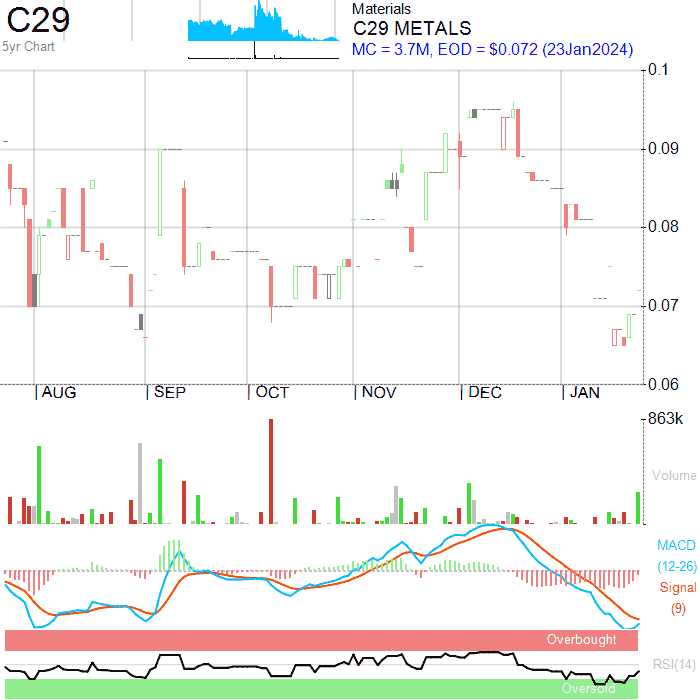 C29
5yr Chart
Materials
C29 METALS
MC = 3.7M, EOD = $0.072 (23Jan2024)
0.1
0.09
0.08
0.07
0.06
AUG SEP OCT NOV DEC JAN
863k
Volume
MACD
(12-26)
Signal
(9)
Overbought
RSI(14)
Oversold